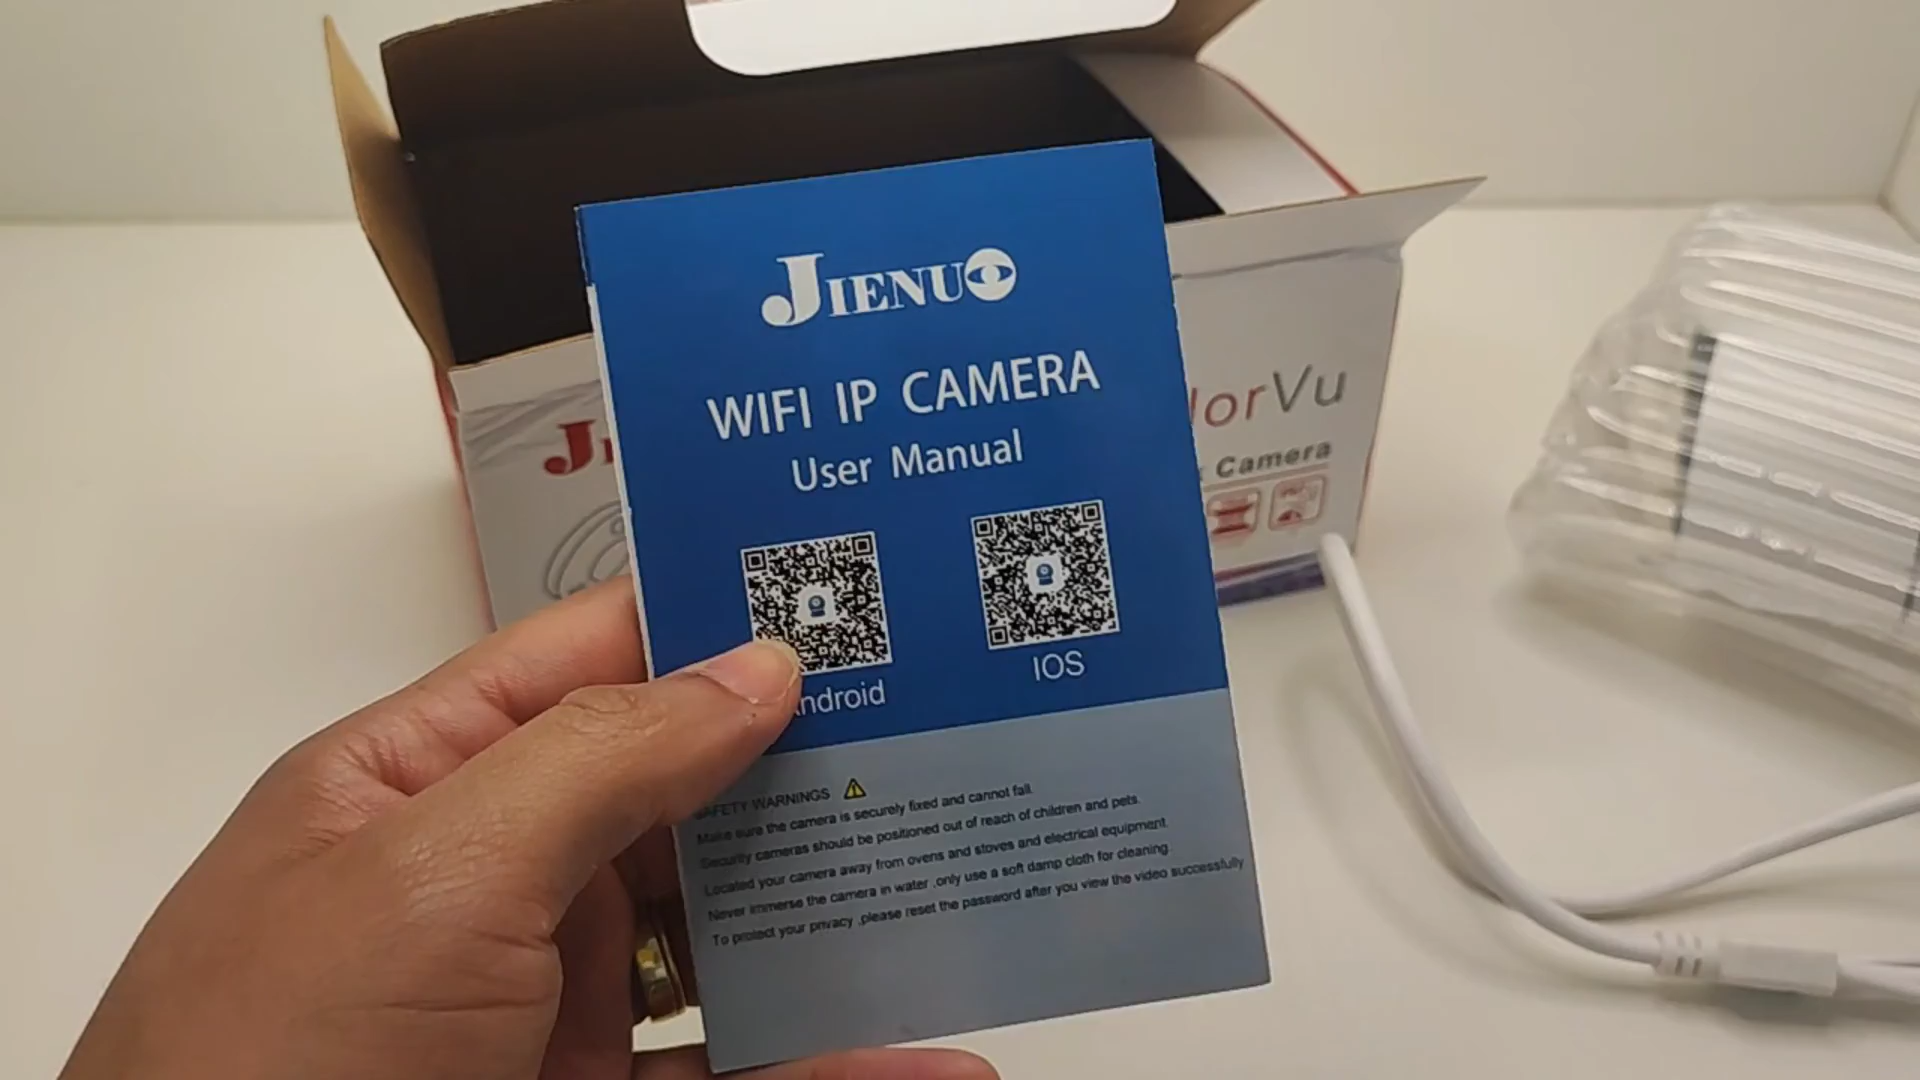 JIENUO
WIFI IP CAMERA
User Manual
ndroid
IOS
SAFETY WARNINGS
Make sure the camera is securely fixed and cannot fall.
Security cameras should be positioned out of reach of children and pets.
Located your camera away from ovens and stoves and electrical equipment.
Never immerse the camera in water ,only use a soft damp cloth for cleaning.
To protect your privacy ,please reset the password after you view the video successfully
JI
lorVu
Camera